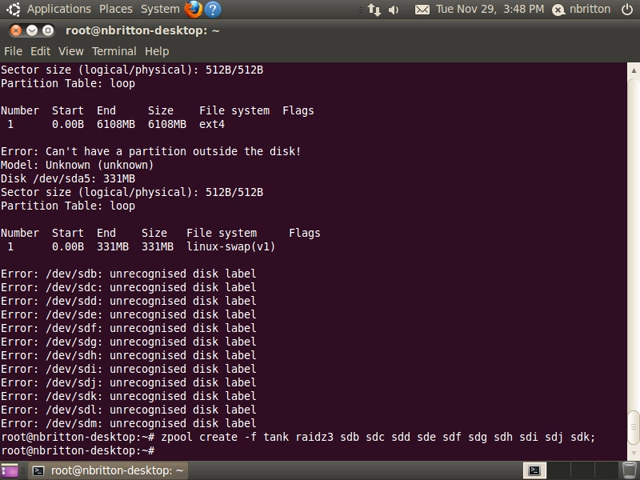 Applications Places System Tue Nov 29, 3:48 PM nbritton
root@nbritton-desktop: ~
File Edit View Terminal Help
Sector size (logical/physical): 512B/512B
Partition Table: loop
Number  Start  End     Size    File system  Flags
 1      0.00B  6108MB  6108MB  ext4
Error: Can't have a partition outside the disk!
Model: Unknown (unknown)
Disk /dev/sda5: 331MB
Sector size (logical/physical): 512B/512B
Partition Table: loop
Number  Start  End    Size   File system     Flags
 1      0.00B  331MB  331MB  linux-swap(v1)
Error: /dev/sdb: unrecognised disk label
Error: /dev/sdc: unrecognised disk label
Error: /dev/sdd: unrecognised disk label
Error: /dev/sde: unrecognised disk label
Error: /dev/sdf: unrecognised disk label
Error: /dev/sdg: unrecognised disk label
Error: /dev/sdh: unrecognised disk label
Error: /dev/sdi: unrecognised disk label
Error: /dev/sdj: unrecognised disk label
Error: /dev/sdk: unrecognised disk label
Error: /dev/sdl: unrecognised disk label
Error: /dev/sdm: unrecognised disk label
root@nbritton-desktop:~# zpool create -f tank raidz3 sdb sdc sdd sde sdf sdg sdh sdi sdj sdk;
root@nbritton-desktop:~#
root@nbritton-desktop: ~